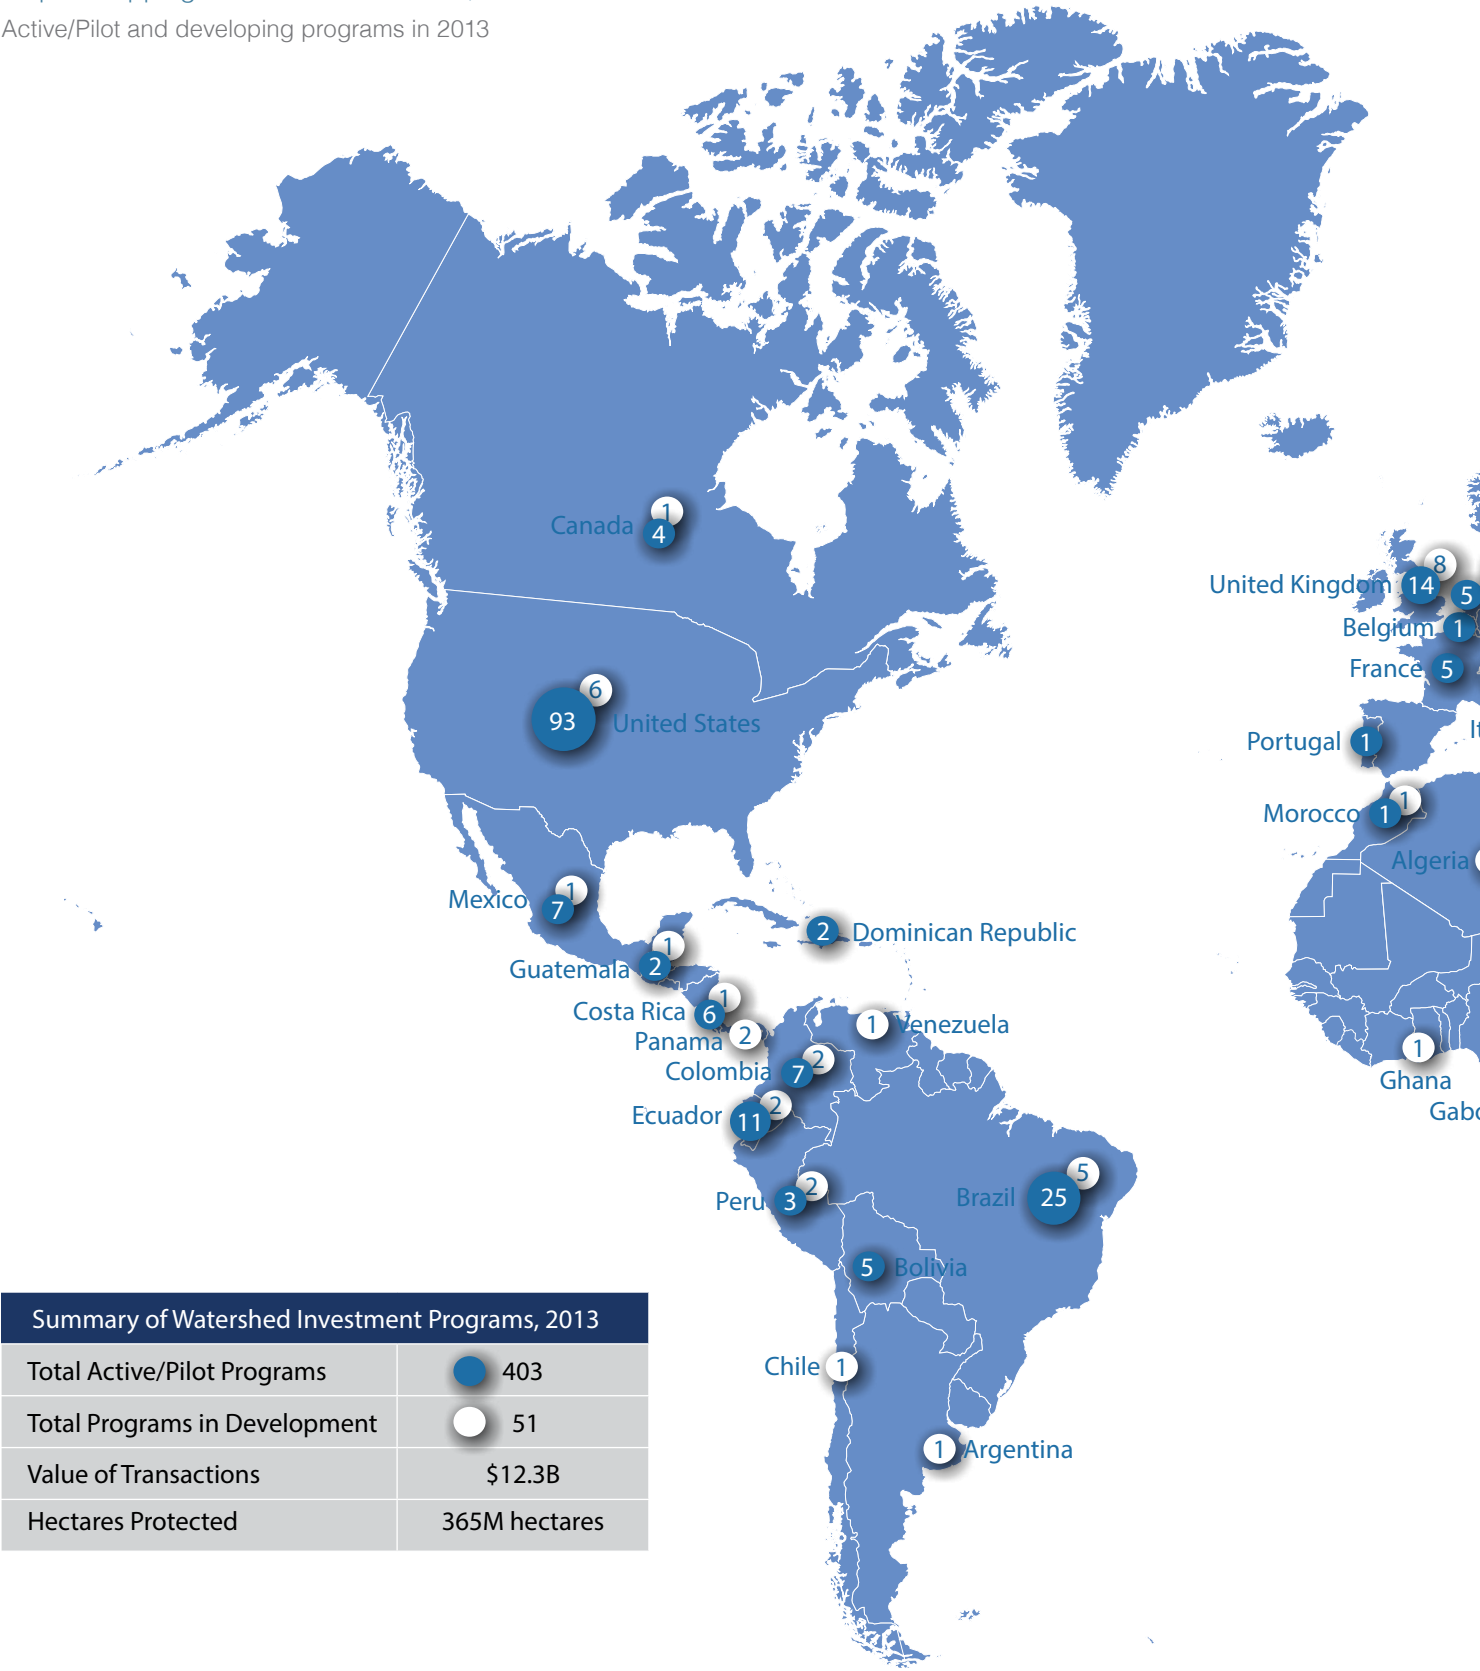 Active/Pilot and developing programs in 2013
1
Canada
4
8
United Kingdom
14
5
Belgium
1
France
5
6
93
United States
Portugal
1
1
Morocco
1
Algeria
1
Mexico
7
2
Dominican Republic
1
Guatemala
2
1
Costa Rica
6
Panama
2
1
Venezuela
2
Colombia
7
2
Ecuador
11
1
Ghana
5
Brazil
25
2
Peru
3
5
Bolivia
Chile
1
1
Argentina
Summary of Watershed Investment Programs, 2013
Total Active/Pilot Programs 403
Total Programs in Development 51
Value of Transactions $12.3B
Hectares Protected 365M hectares